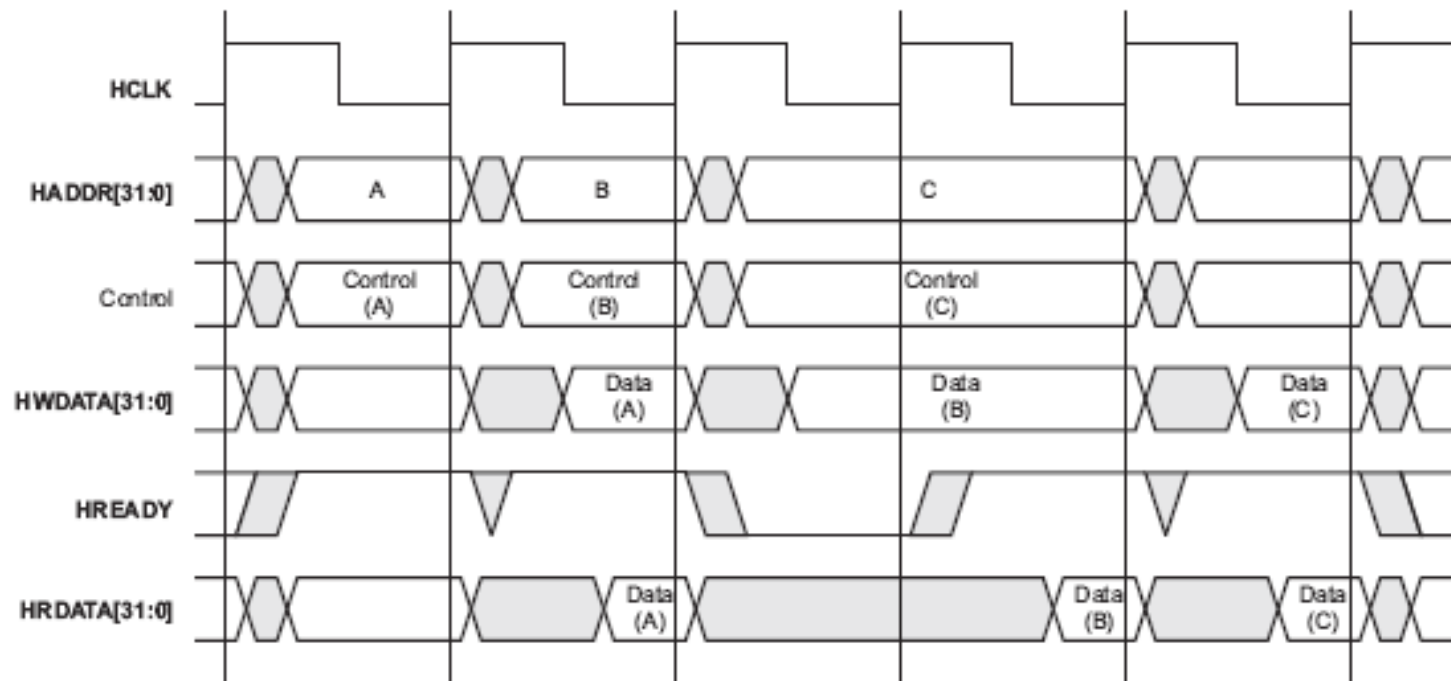 HCLK
HADDR[31:0]
A
B
C
Control
Control
(A)
Control
(B)
Control
(C)
HWDATA[31:0]
Data
(A)
Data
(B)
Data
(C)
HREADY
HRDATA[31:0]
Data
(A)
Data
(B)
Data
(C)